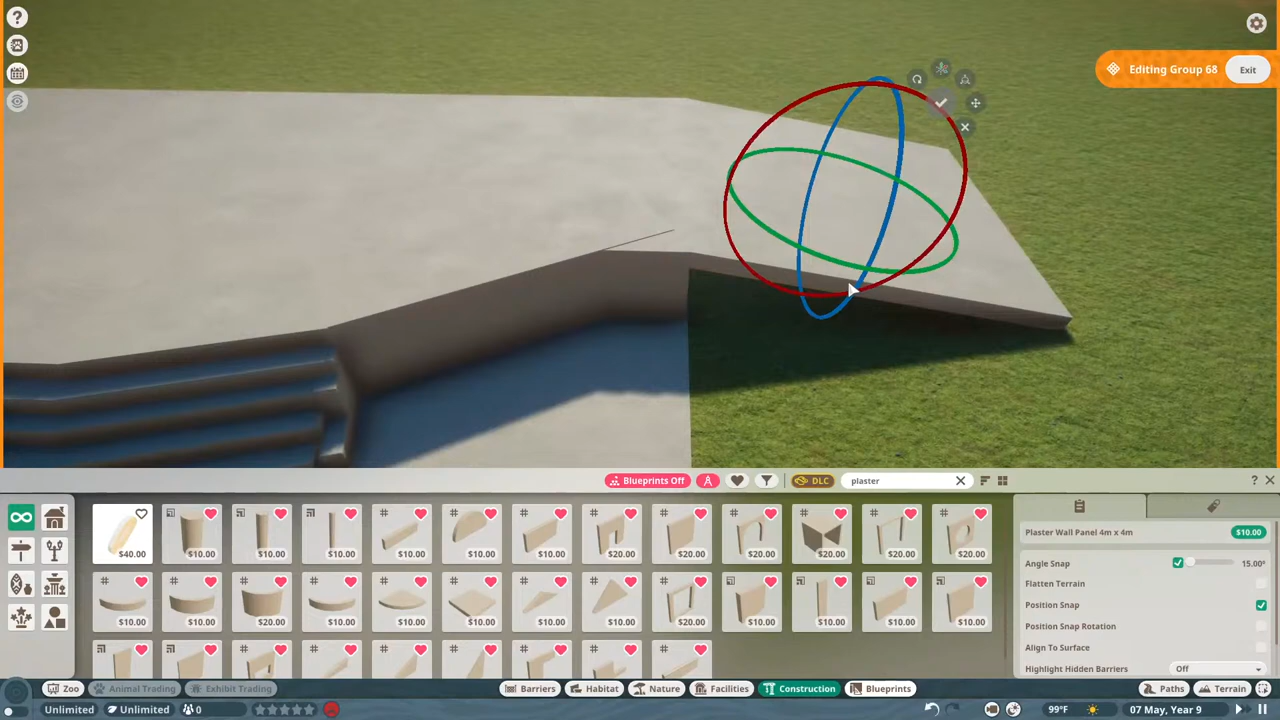 ?
Editing Group 68
Exit
Blueprints Off
DLC
plaster
?
$40.00
$10.00
$10.00
$10.00
$10.00
$10.00
$10.00
$20.00
$20.00
$20.00
$20.00
$20.00
$20.00
Plaster Wall Panel 4m x 4m
$10.00
Angle Snap
15.00°
Flatten Terrain
$10.00
$10.00
$20.00
$10.00
$10.00
$10.00
$10.00
$10.00
$20.00
$10.00
$10.00
$10.00
$10.00
Position Snap
Position Snap Rotation
Align To Surface
Highlight Hidden Barriers
Off
Zoo
Animal Trading
Exhibit Trading
Barriers
Habitat
Nature
Facilities
Construction
Blueprints
Paths
Terrain
Unlimited
Unlimited
0
99°F
07 May, Year 9